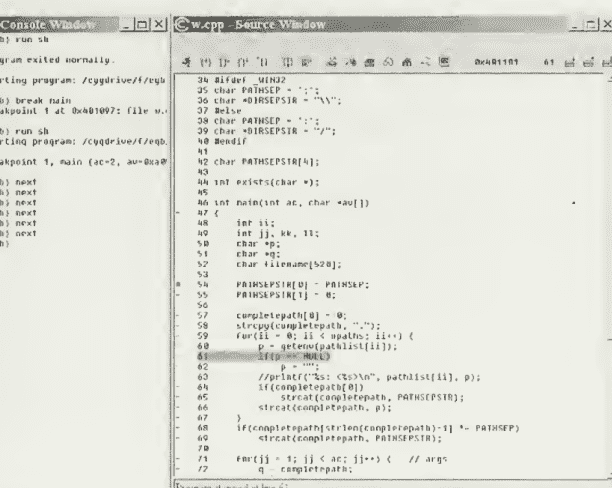 Console Window
b) run sh
gram exited normally.
rting program: /cygdrive/f/egb
b) break main
akpoint 1 at 0x401097: file w.
b) run sh
rting program: /cygdrive/f/egb
akpoint 1, main (ac=2, av=0xa0
b) next
b) next
b) next
b) next
b) next
b) next
b)
w.cpp - Source Window
0x401101 61
34 #ifdef _WIN32
35 char PATHSEP = ';';
36 char *DIRSEPSTR = "\\";
37 #else
38 char PATHSEP = ':';
39 char *DIRSEPSTR = "/";
40 #endif
41
42 char PATHSEPSTR[4];
43
44 int exists(char *);
45
46 int main(int ac, char *av[])
- 47 {
48 int ii;
49 int jj, kk, ll;
50 char *p;
51 char *q;
52 char filename[520];
53
54 PATHSEPSTR[0] = PATHSEP;
- 55 PATHSEPSTR[1] = 0;
56
- 57 completepath[0] = 0;
- 58 strcpy(completepath, ".");
- 59 for(ii = 0; ii < npaths; ii++) {
- 60 p = getenv(pathlist[ii]);
61 if(p == NULL)
- 62 p = "";
63 //printf("%s: <%s>\n", pathlist[ii], p);
- 64 if(completepath[0])
- 65 strcat(completepath, PATHSEPSTR);
- 66 strcat(completepath, p);
- 67 }
- 68 if(completepath[strlen(completepath)-1] != PATHSEP)
- 69 strcat(completepath, PATHSEPSTR);
70
- 71 for(jj = 1; jj < ac; jj++) { // args
- 72 q = completepath;